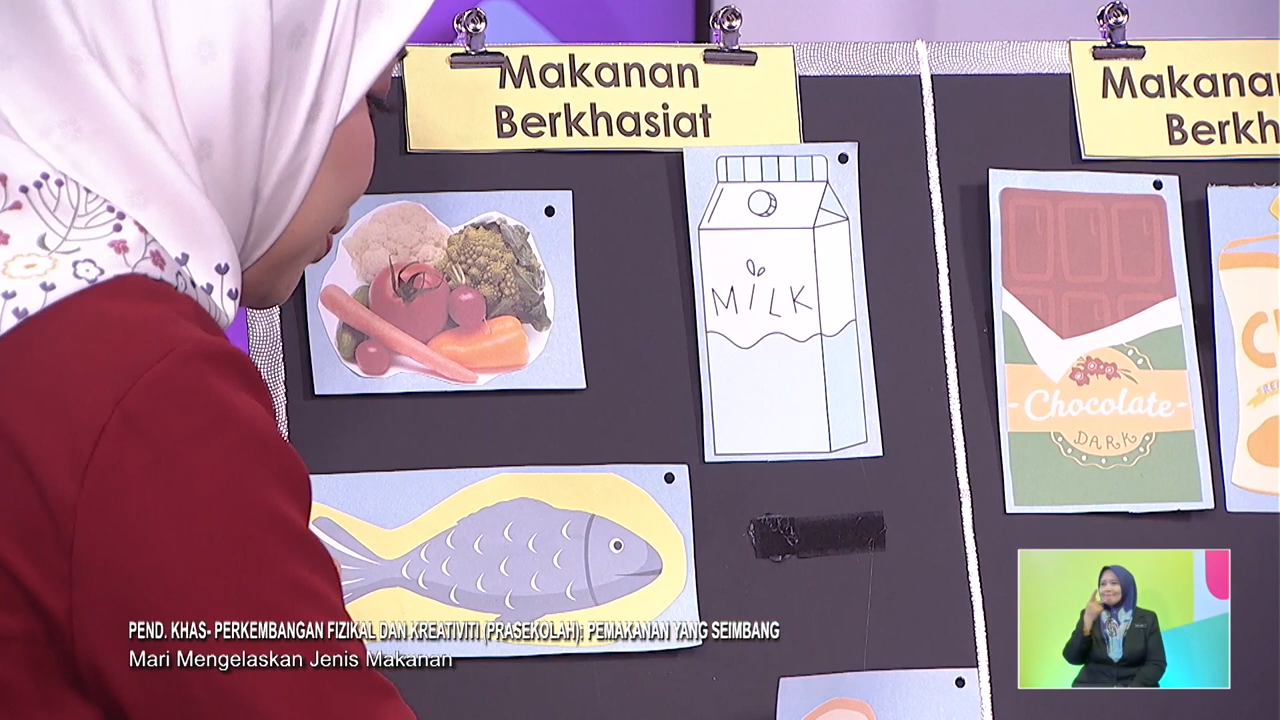 Makanan
Berkhasiat
MILK
Makanan
Berkh
Chocolate
DARK
PEND. KHAS- PERKEMBANGAN FIZIKAL DAN KREATIVITI (PRASEKOLAH): PEMAKANAN YANG SEIMBANG
Mari Mengelaskan Jenis Makanan